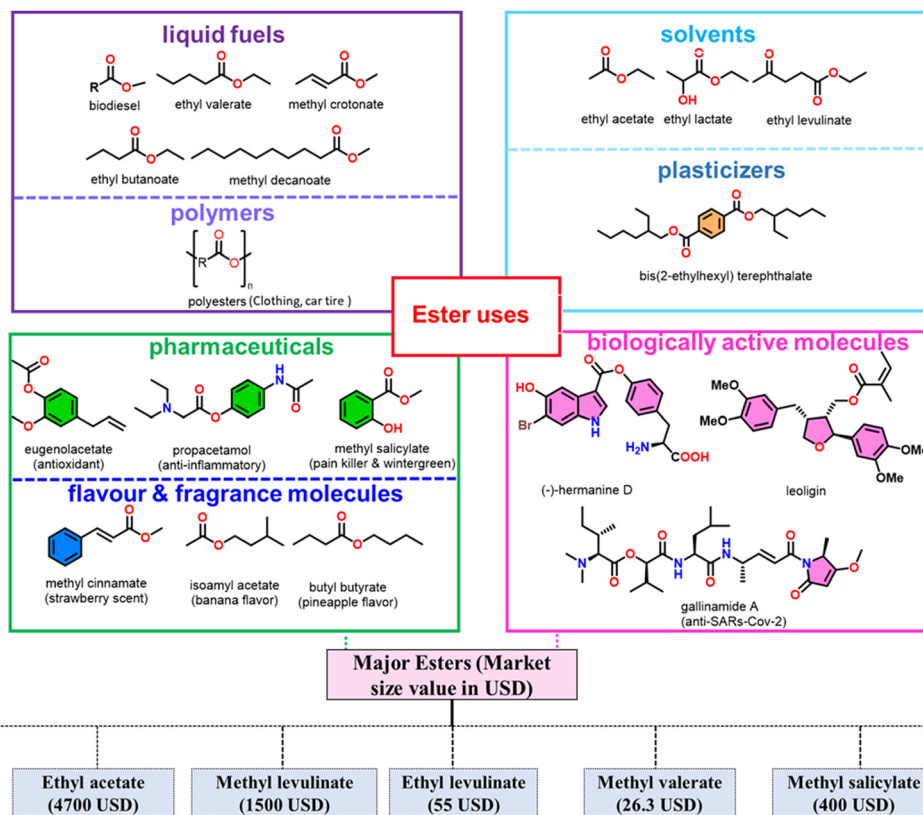 liquid fuels
O
O
O
R
O
O
O
biodiesel
ethyl valerate
methyl crotonate
O
O
O
O
ethyl butanoate
methyl decanoate
polymers
O
R
O
n
polyesters (Clothing, car tire )
solvents
O
O
O
O
O
O
OH
O
ethyl acetate
ethyl lactate
ethyl levulinate
plasticizers
O
O
O
O
bis(2-ethylhexyl) terephthalate
Ester uses
pharmaceuticals
O
O
O
eugenolacetate
(antioxidant)
N
O
O
H
N
O
propacetamol
(anti-inflammatory)
O
O
OH
methyl salicylate
(pain killer & wintergreen)
flavour & fragrance molecules
O
O
methyl cinnamate
(strawberry scent)
O
O
isoamyl acetate
(banana flavor)
O
O
butyl butyrate
(pineapple flavor)
biologically active molecules
O
O
HO
Br
N
H
H₂N
COOH
(-)-hermanine D
O
O
MeO
MeO
O
OMe
OMe
leoligin
N
O
O
O
H
N
O
H
N
O
N
O
O
gallinamide A
(anti-SARs-Cov-2)
Major Esters (Market
size value in USD)
Ethyl acetate
(4700 USD)
Methyl levulinate
(1500 USD)
Ethyl levulinate
(55 USD)
Methyl valerate
(26.3 USD)
Methyl salicylate
(400 USD)